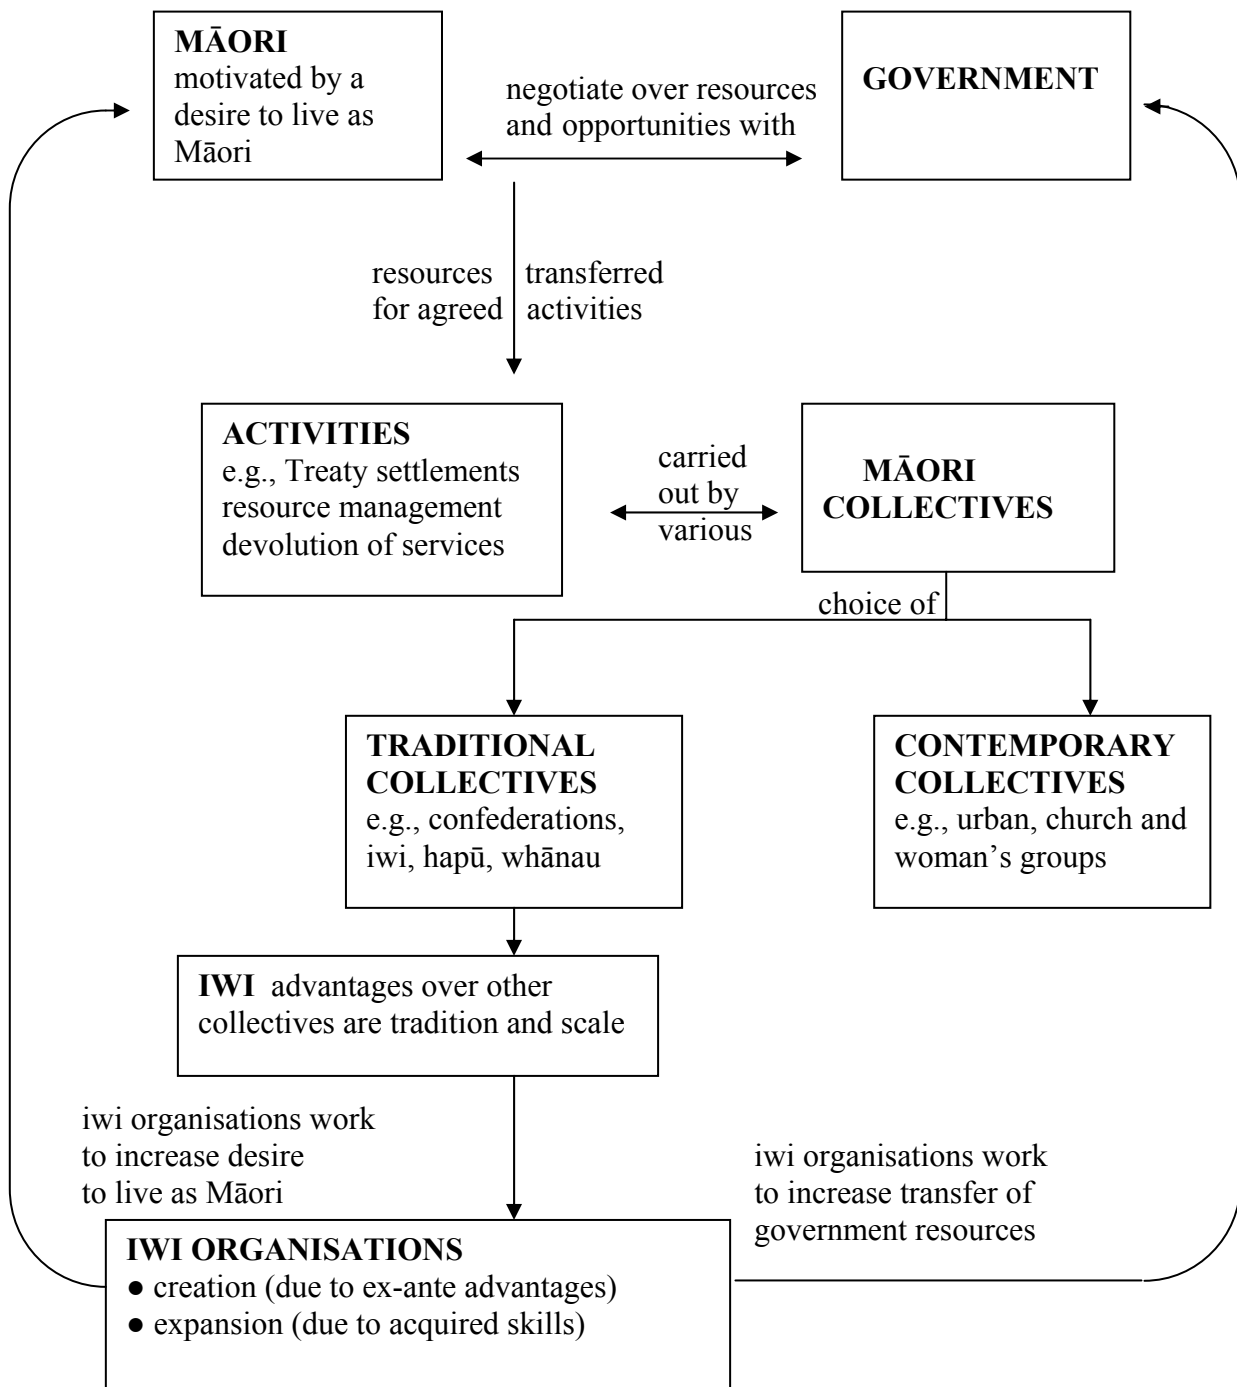 MĀORI
motivated by a
desire to live as
Māori
negotiate over resources
and opportunities with
GOVERNMENT
resources transferred
for agreed activities
ACTIVITIES
e.g., Treaty settlements
resource management
devolution of services
carried
out by
various
MĀORI
COLLECTIVES
choice of
TRADITIONAL
COLLECTIVES
e.g., confederations,
iwi, hapū, whānau
CONTEMPORARY
COLLECTIVES
e.g., urban, church and
woman’s groups
IWI advantages over other
collectives are tradition and scale
iwi organisations work
to increase desire
to live as Māori
iwi organisations work
to increase transfer of
government resources
IWI ORGANISATIONS
● creation (due to ex-ante advantages)
● expansion (due to acquired skills)